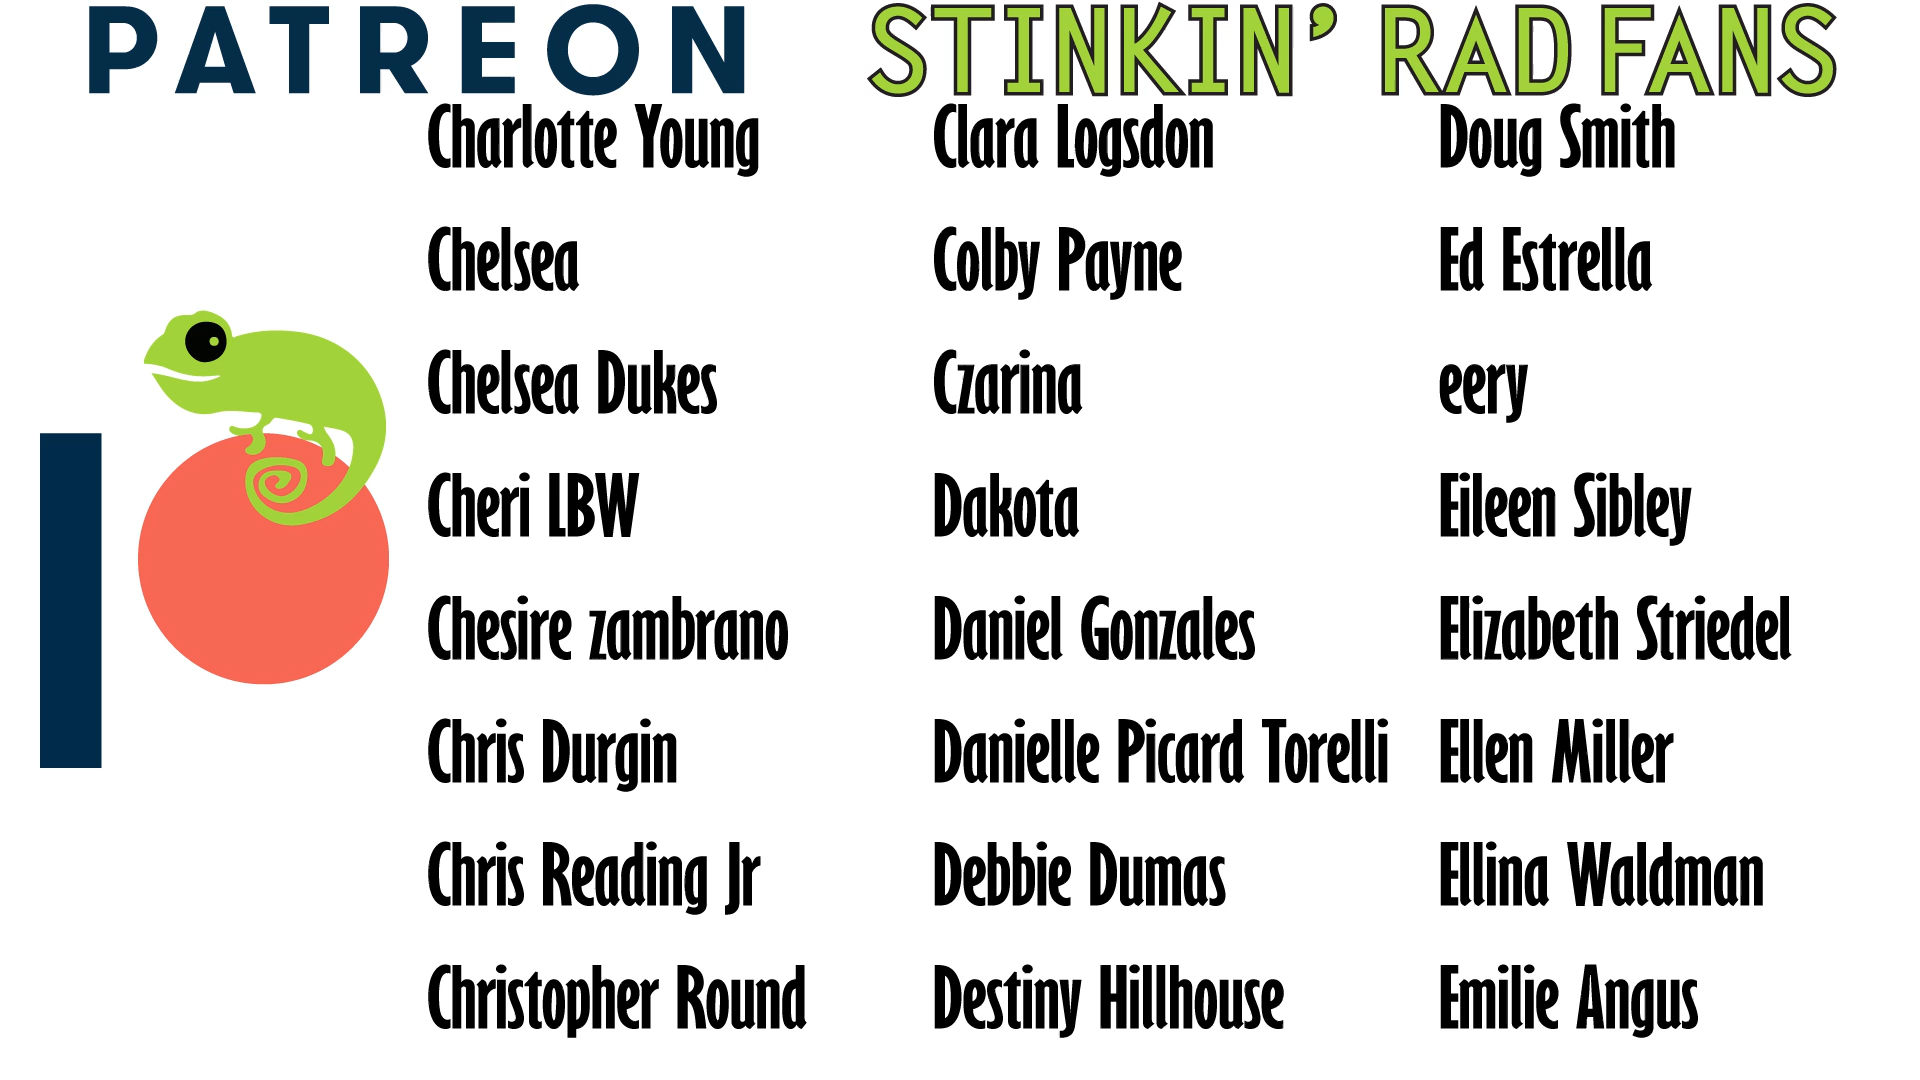 PATREON STINKIN' RAD FANS
Charlotte Young
Chelsea
Chelsea Dukes
Cheri LBW
Chesire zambrano
Chris Durgin
Chris Reading Jr
Christopher Round
Clara Logsdon
Colby Payne
Czarina
Dakota
Daniel Gonzales
Danielle Picard Torelli
Debbie Dumas
Destiny Hillhouse
Doug Smith
Ed Estrella
eery
Eileen Sibley
Elizabeth Striedel
Ellen Miller
Ellina Waldman
Emilie Angus